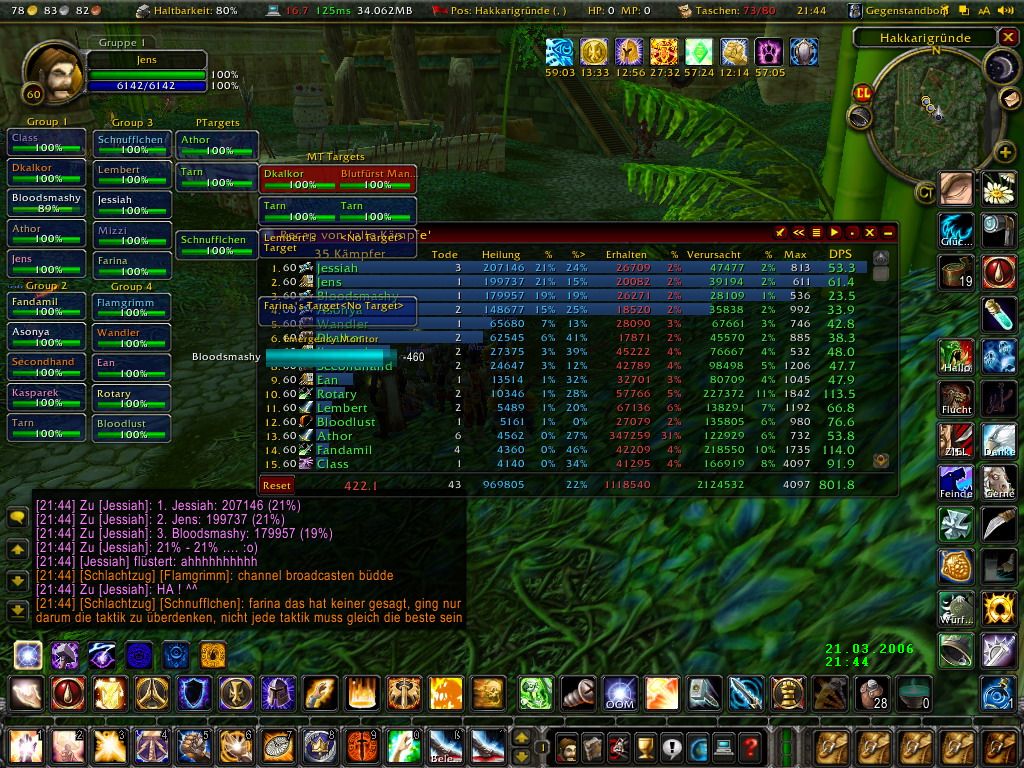 78 83 82 Haltbarkeit: 80% 16.7 125ms 34.062MB Pos: Hakkarigründe (,) HP: 0 MP: 0 Taschen: 73/80 21:44
Hakkarigründe
N
Gruppe 1
Jens
100%
6142/6142 100%
60
59:03 13:33 12:56 27:32 57:24 12:14 57:05
CL
Group 1
Class
100%
Dkalkor
100%
Bloodsmashy
89%
Athor
100%
Jens
100%
Group 2
Fandamil
100%
Asonya
100%
Secondhand
100%
Kasparek
100%
Tarn
100%
Group 3
Schnufflchen
100%
Lembert
100%
Jessiah
100%
Mizzi
100%
Farina
100%
Group 4
Flamgrimm
100%
Wandler
100%
Ean
100%
Rotary
100%
Bloodlust
100%
PTargets
Athor
100%
Tarn
100%
Schnufflchen
100%
MT Targets
Dkalkor Blutfürst Man...
100% 100%
Tarn Tarn
100% 100%
Lembert's Target <No Target>
Farina's Target <No Target>
Emergency Monitor
Bloodsmashy -460
35 Kämpfer Tode Heilung % %> Erhalten % Verursacht % Max DPS
1. 60 Jessiah 3 207146 21% 24% 26709 2% 47477 2% 813 53.3
2. 60 Jens 1 199737 21% 15% 20082 2% 39194 2% 611 61.4
3. 60 Bloodsmashy 1 179957 19% 19% 26271 2% 28109 1% 536 23.5
Asonya 2 148677 15% 25% 18520 2% 35838 2% 992 33.9
5. 60 Wandler 1 65680 7% 13% 28090 3% 67661 3% 746 42.8
6. 60 2 62545 6% 41% 17871 2% 45570 2% 885 38.3
2 27375 3% 39% 45222 4% 76667 4% 532 48.0
8. 60 Secondhand 2 24647 3% 12% 42789 4% 98498 5% 1206 47.7
9. 60 Ean 1 13514 1% 32% 32701 3% 80709 4% 1045 47.9
10. 60 Rotary 2 10346 1% 28% 57766 5% 227372 11% 1842 113.5
11. 60 Lembert 2 5489 1% 20% 67136 6% 138291 7% 1192 66.8
12. 60 Bloodlust 1 5161 1% 0% 27079 2% 135805 6% 980 76.6
13. 60 Athor 6 4562 0% 27% 347259 31% 122929 6% 732 53.8
14. 60 Fandamil 4 4360 0% 46% 42209 4% 218550 10% 1735 114.0
15. 60 Class 1 4140 0% 34% 41295 4% 166919 8% 4097 91.9
Reset 422.1 43 969805 22% 1118540 2124532 4097 801.8
[21:44] Zu [Jessiah]: 1. Jessiah: 207146 (21%)
[21:44] Zu [Jessiah]: 2. Jens: 199737 (21%)
[21:44] Zu [Jessiah]: 3. Bloodsmashy: 179957 (19%)
[21:44] Zu [Jessiah]: 21% - 21% .... :o)
[21:44] [Jessiah] flüstert: ahhhhhhhhhh
[21:44] [Schlachtzug] [Flamgrimm]: channel broadcasten büdde
[21:44] Zu [Jessiah]: HA ! ^^
[21:44] [Schlachtzug] [Schnufflchen]: farina das hat keiner gesagt, ging nur
darum die taktik zu überdenken, nicht jede taktik muss gleich die beste sein
19
Hallo
Flucht
ZIEL Danke
Feinde Gerne
21.03.2006
21:44
OOM 28 0
1 2 3 4 5 6 7 8 9 0
Bele...
1